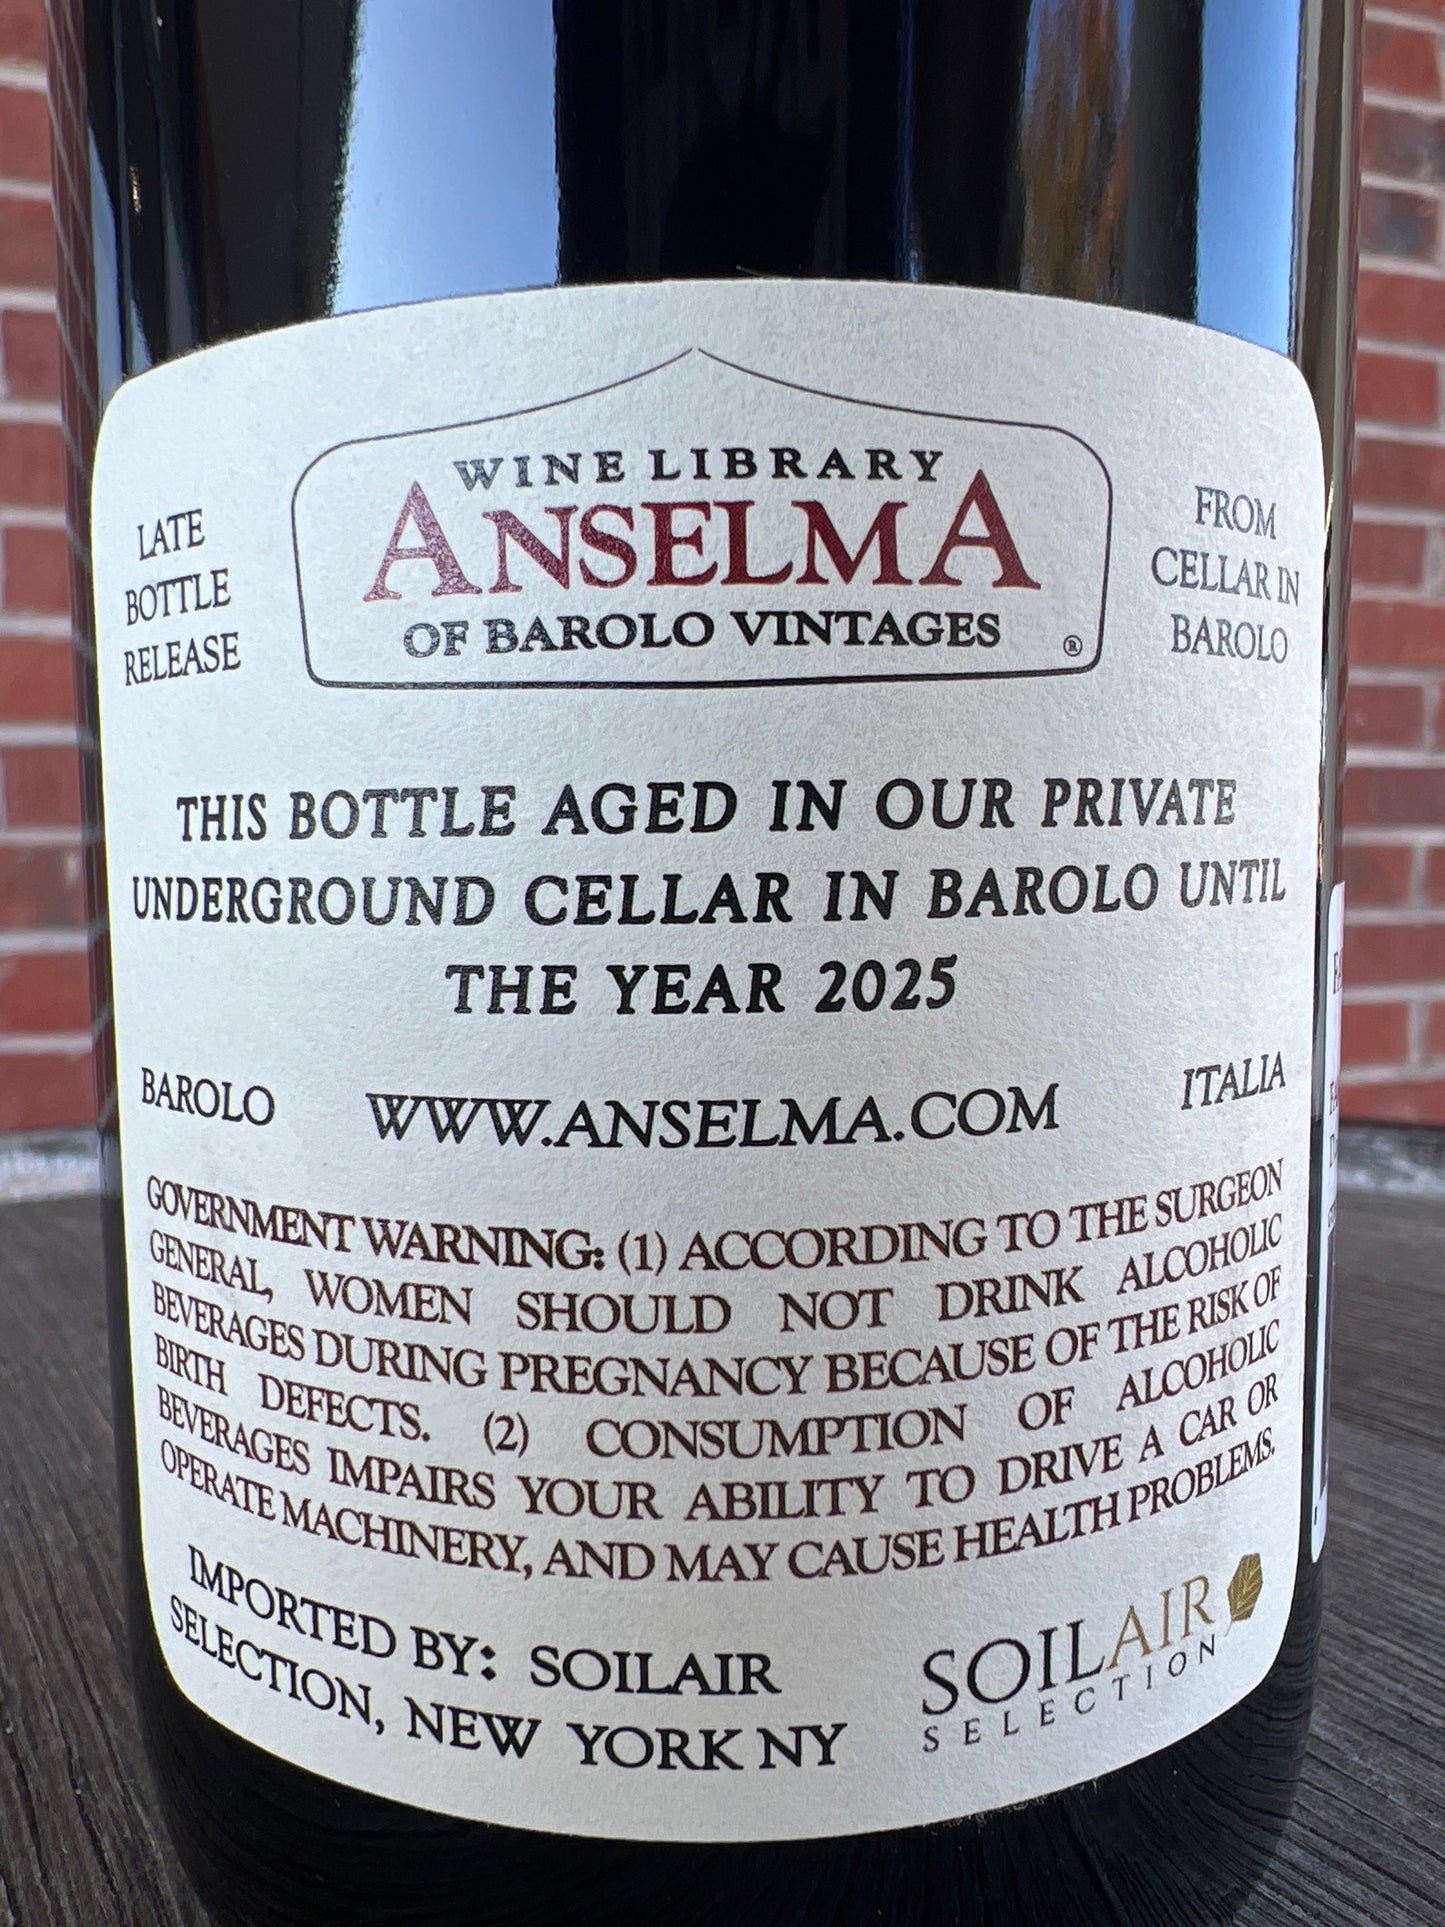 WINE LIBRARY
ANSELMA
OF BAROLO VINTAGES
®
LATE
BOTTLE
RELEASE
FROM
CELLAR IN
BAROLO
THIS BOTTLE AGED IN OUR PRIVATE
UNDERGROUND CELLAR IN BAROLO UNTIL
THE YEAR 2025
BAROLO WWW.ANSELMA.COM ITALIA
GOVERNMENT WARNING: (1) ACCORDING TO THE SURGEON
GENERAL, WOMEN SHOULD NOT DRINK ALCOHOLIC
BEVERAGES DURING PREGNANCY BECAUSE OF THE RISK OF
BIRTH DEFECTS. (2) CONSUMPTION OF ALCOHOLIC
BEVERAGES IMPAIRS YOUR ABILITY TO DRIVE A CAR OR
OPERATE MACHINERY, AND MAY CAUSE HEALTH PROBLEMS.
IMPORTED BY: SOILAIR
SELECTION, NEW YORK NY
SOILAIR
SELECTION